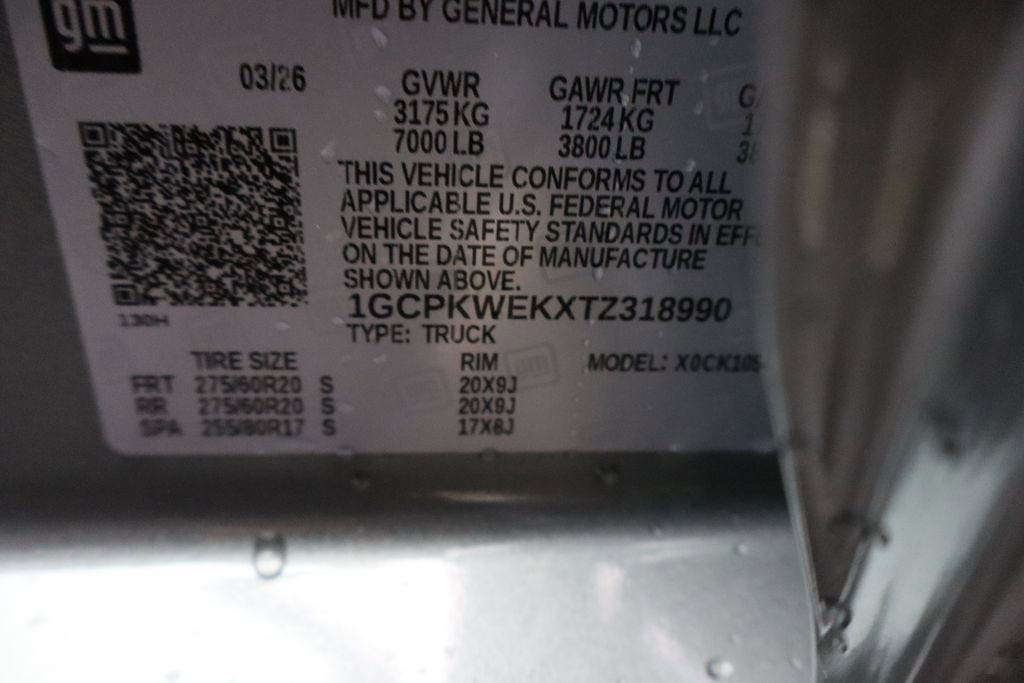 gm
MFD BY GENERAL MOTORS LLC
03/26
GVWR GAWR FRT
3175 KG 1724 KG
7000 LB 3800 LB
THIS VEHICLE CONFORMS TO ALL
APPLICABLE U.S. FEDERAL MOTOR
VEHICLE SAFETY STANDARDS IN EFF
ON THE DATE OF MANUFACTURE
SHOWN ABOVE.
1GCPKWEKXTZ318990
130H
TYPE: TRUCK
TIRE SIZE RIM MODEL: X0CK105
FRT 275/60R20 S 20X9J
RR 275/60R20 S 20X9J
SPA 255/80R17 S 17X8J